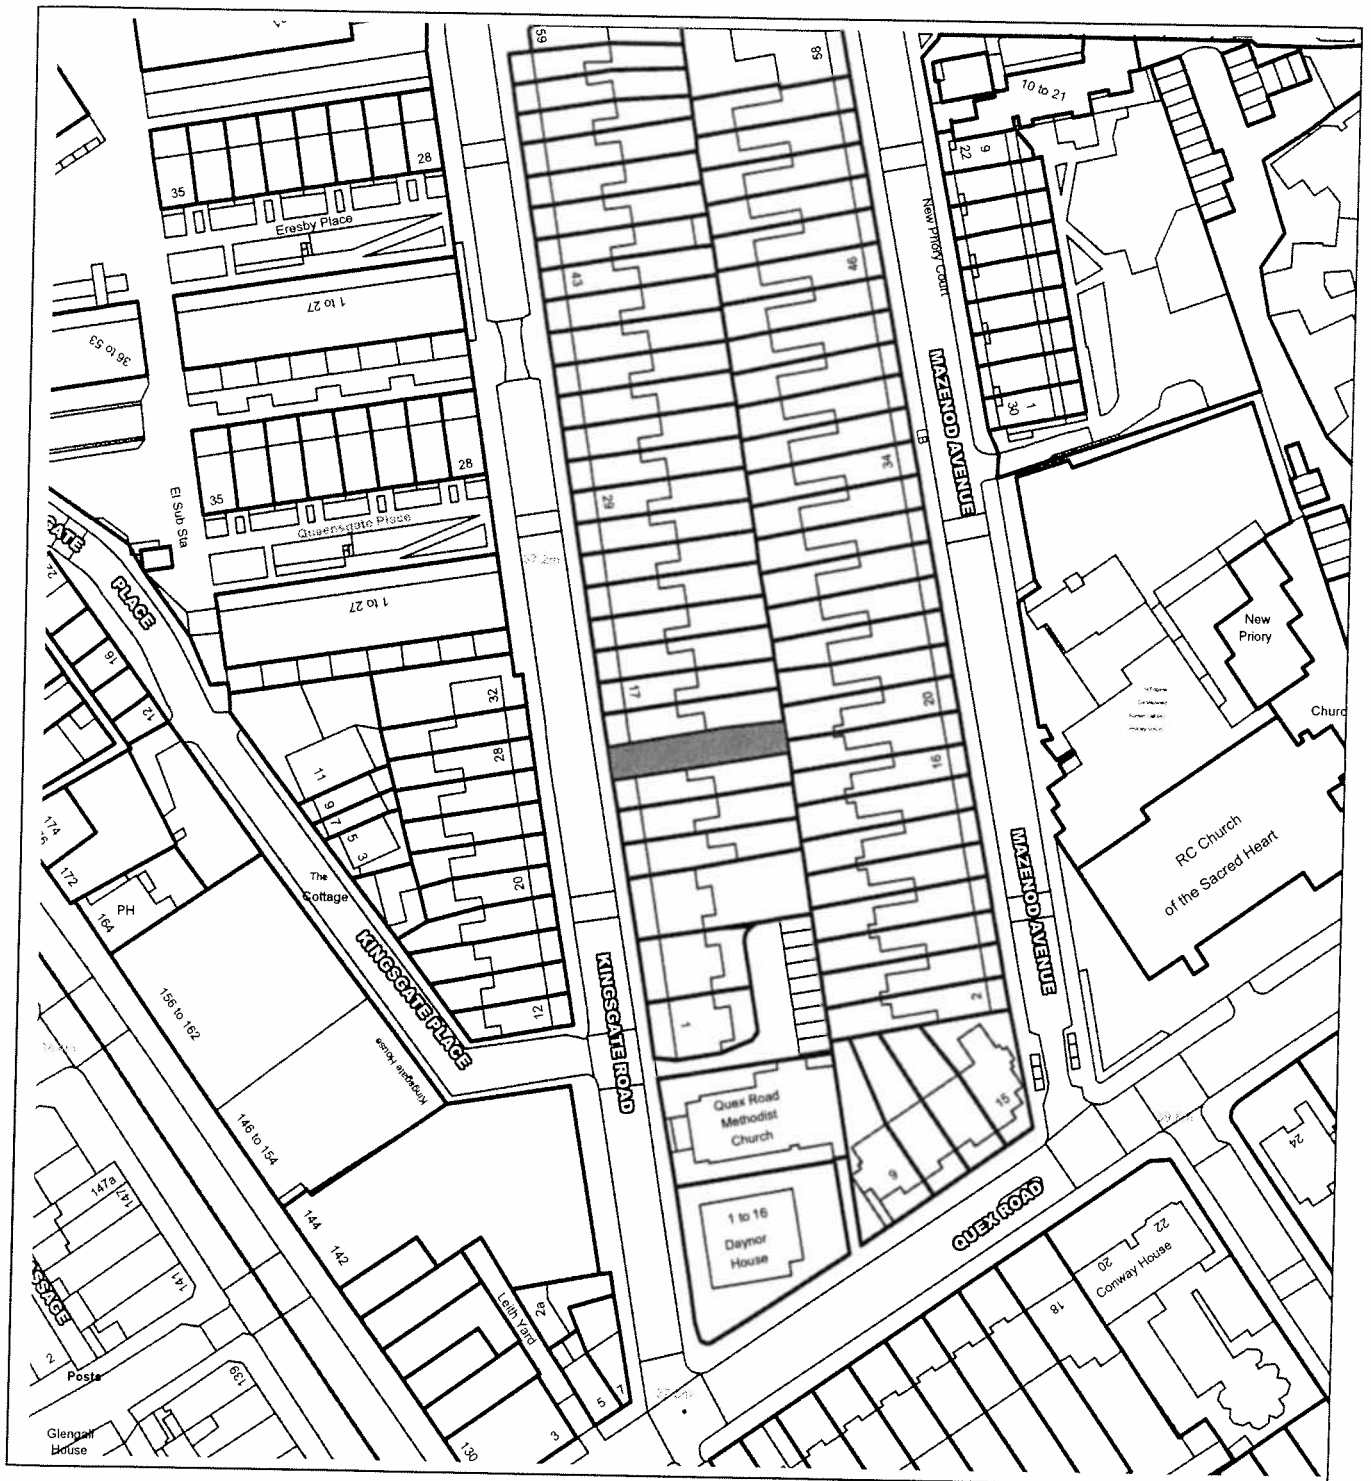 59
58
10 to 21
28
35
Eresby Place
22
9
New Priory Court
43
46
1 to 27
36 to 53
MAZENOD AVENUE
30
1
LB
28
35
El Sub Sta
Queensgate Place
34
29
PLACE
1 to 27
16
12
New
Priory
17
32
20
28
16
11
9
7
5
3
174
172
PH
164
The
Cottage
20
RC Church
of the Sacred Heart
MAZENOD AVENUE
KINGSGATE PLACE
KINGSGATE ROAD
12
2
1
156 to 162
Kingsgate House
146 to 154
Quex Road
Methodist
Church
15
9
24
147a
147
144
142
141
1 to 16
Daynor
House
QUEX ROAD
22
20
Conway House
18
Leith Yard
2a
2
Posts
139
7
5
3
130
Glengall
House